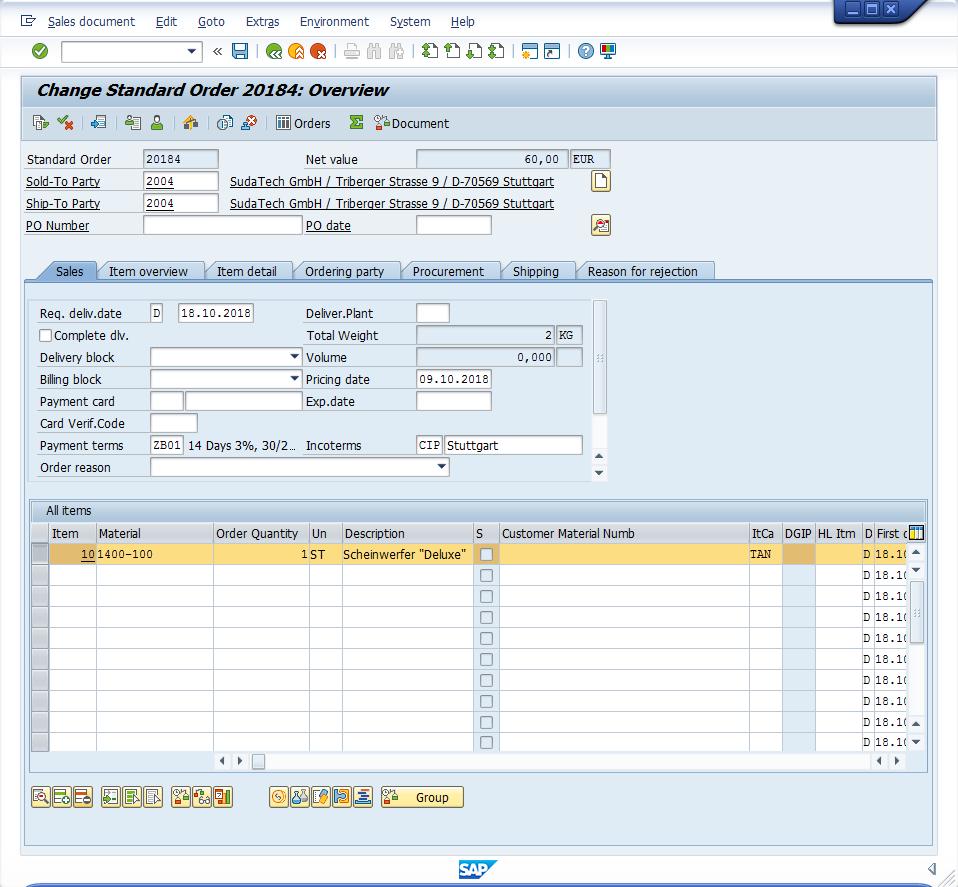 Sales document Edit Goto Extras Environment System Help
Change Standard Order 20184: Overview
Orders Document
Standard Order 20184 Net value 60,00 EUR
Sold-To Party 2004 SudaTech GmbH / Triberger Strasse 9 / D-70569 Stuttgart
Ship-To Party 2004 SudaTech GmbH / Triberger Strasse 9 / D-70569 Stuttgart
PO Number PO date
Sales Item overview Item detail Ordering party Procurement Shipping Reason for rejection
Req. deliv.date D 18.10.2018 Deliver.Plant
Complete dlv. Total Weight 2 KG
Delivery block Volume 0,000
Billing block Pricing date 09.10.2018
Payment card Exp.date
Card Verif.Code
Payment terms ZB01 14 Days 3%, 30/2... Incoterms CIP Stuttgart
Order reason
All items
Item Material Order Quantity Un Description S Customer Material Numb ItCa DGIP HL Itm D First d
10 1400-100 1 ST Scheinwerfer "Deluxe" TAN D 18.10
D 18.10
D 18.10
D 18.10
D 18.10
D 18.10
D 18.10
D 18.10
D 18.10
D 18.10
Group
SAP